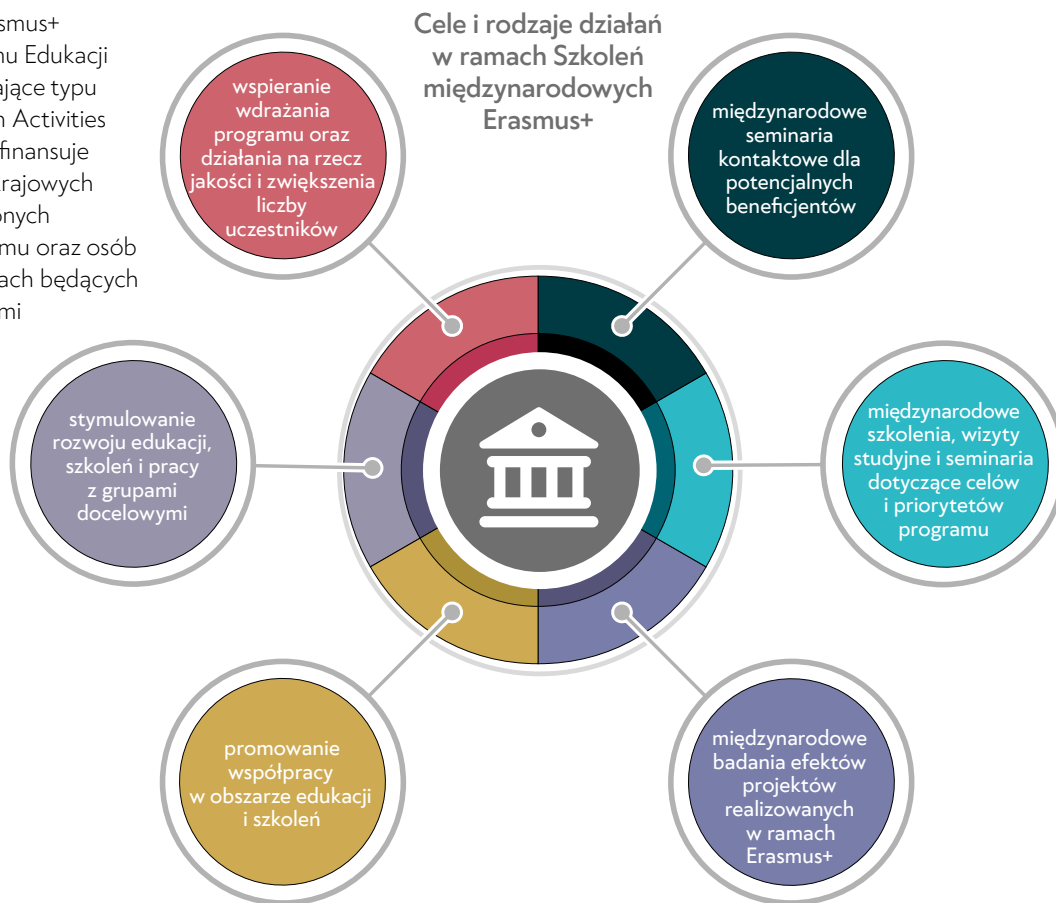 smus+
nu Edukacji
ające typu
n Activities
finansuje
krajowych
onych
mu oraz osób
ach będących
mi
Cele i rodzaje działań
w ramach Szkoleń
międzynarodowych
Erasmus+
wspieranie
wdrażania
programu oraz
działania na rzecz
jakości i zwiększenia
liczby
uczestników
międzynarodowe
seminaria
kontaktowe dla
potencjalnych
beneficjentów
stymulowanie
rozwoju edukacji,
szkoleń i pracy
z grupami
docelowymi
międzynarodowe
szkolenia, wizyty
studyjne i seminaria
dotyczące celów
i priorytetów
programu
promowanie
współpracy
w obszarze edukacji
i szkoleń
międzynarodowe
badania efektów
projektów
realizowanych
w ramach
Erasmus+